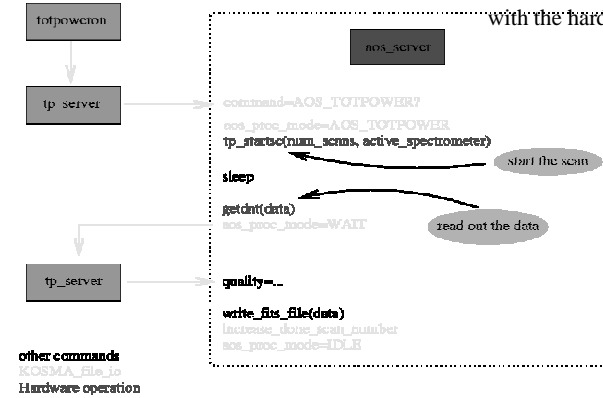 with the hard
totpoweron
aos_server
tp_server
command=AOS_TOTPOWER?
aos_proc_mode=AOS_TOTPOWER
tp_startsc(num_scans, active_spectrometer)
start the scan
sleep
getdat(data)
aos_proc_mode=WAIT
read out the data
tp_server
quality=...
write_fits_file(data)
increase_done_scan_number
aos_proc_mode=IDLE
other commands
KOSMA_file_io
Hardware operation